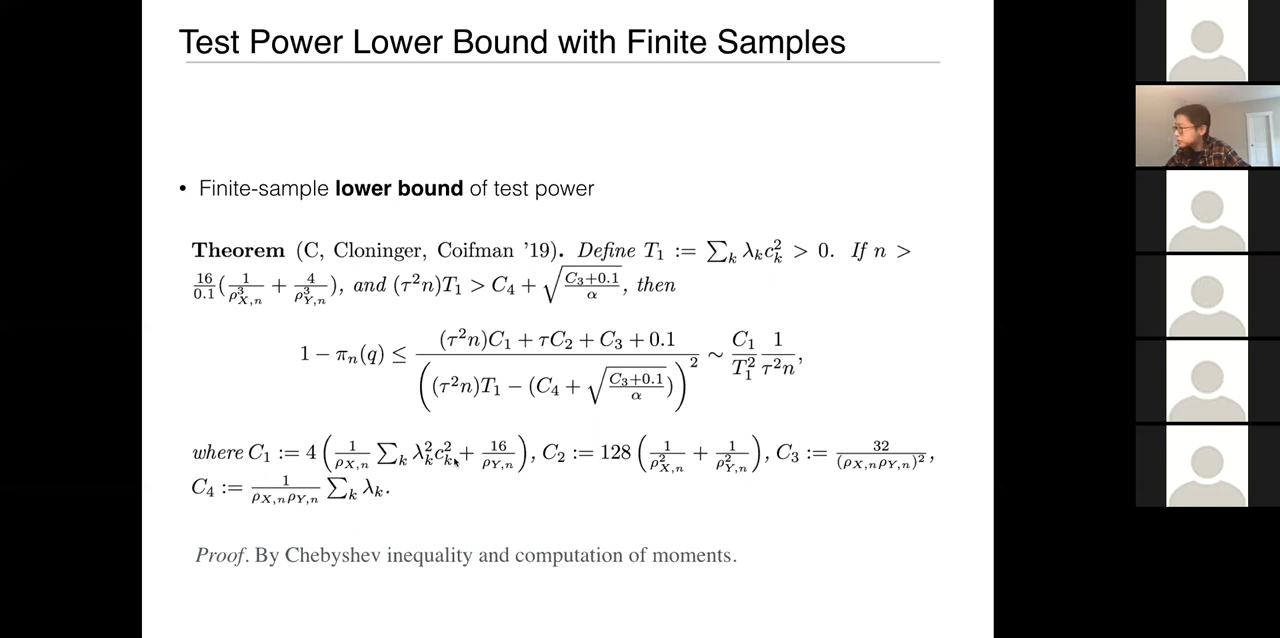 Test Power Lower Bound with Finite Samples
• Finite-sample lower bound of test power
Theorem (C, Cloninger, Coifman '19). Define T₁ := ∑ₖ λₖcₖ² > 0. If n >
16/0.1(1/ρ³_{X,n} + 4/ρ³_{Y,n}), and (τ²n)T₁ > C₄ + √((C₃+0.1)/α), then
1 − πₙ(q) ≤ ((τ²n)C₁ + τC₂ + C₃ + 0.1) / ((τ²n)T₁ − (C₄ + √((C₃+0.1)/α)))² ∼ C₁/T₁² 1/(τ²n),
where C₁ := 4(1/ρ_{X,n} ∑ₖ λₖ²cₖ² + 16/ρ_{Y,n}), C₂ := 128(1/ρ²_{X,n} + 1/ρ²_{Y,n}), C₃ := 32/(ρ_{X,n}ρ_{Y,n})²,
C₄ := 1/(ρ_{X,n}ρ_{Y,n}) ∑ₖ λₖ.
Proof. By Chebyshev inequality and computation of moments.